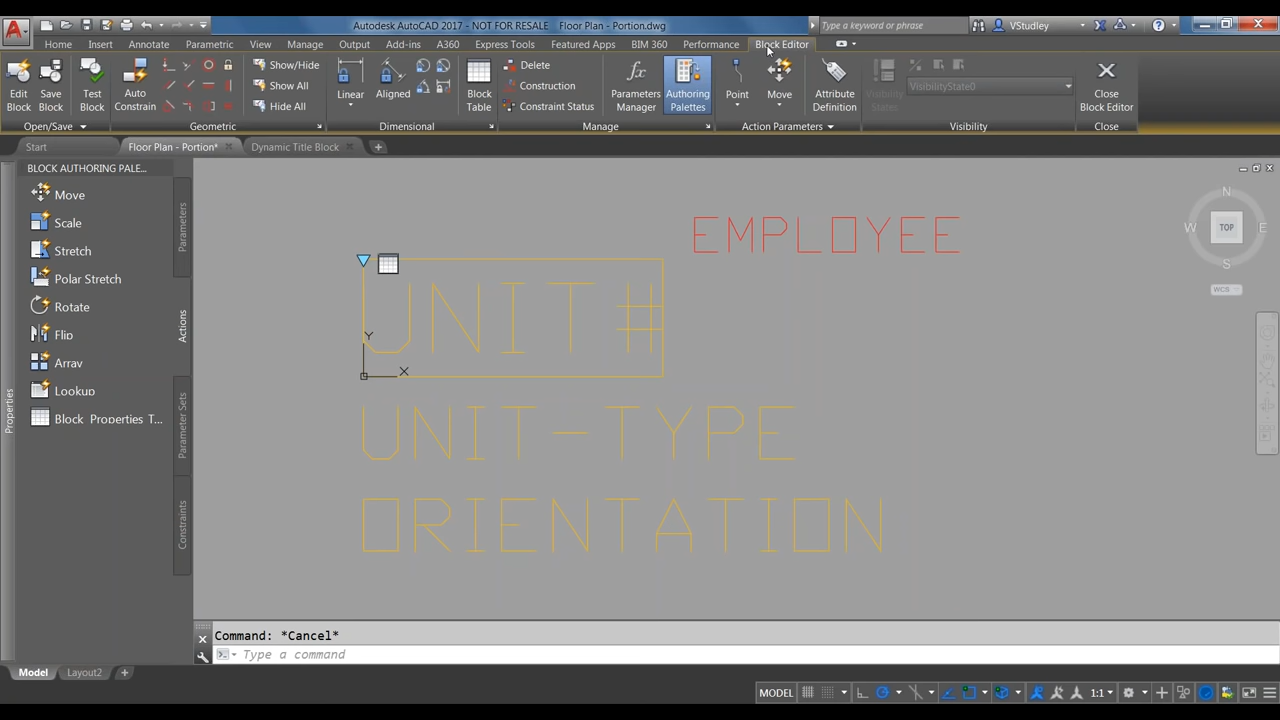 Autodesk AutoCAD 2017 - NOT FOR RESALE Floor Plan - Portion.dwg
Type a keyword or phrase
VStudley
Home Insert Annotate Parametric View Manage Output Add-ins A360 Express Tools Featured Apps BIM 360 Performance Block Editor
Edit Block
Save Block
Test Block
Auto Constrain
Show/Hide
Show All
Hide All
Linear
Aligned
Block Table
Delete
Construction
Constraint Status
Parameters Manager
Authoring Palettes
Point
Move
Attribute Definition
Visibility States
VisibilityState0
Close Block Editor
Open/Save Geometric Dimensional Manage Action Parameters Visibility Close
Start Floor Plan - Portion* Dynamic Title Block
BLOCK AUTHORING PALE...
Move
Scale
Stretch
Polar Stretch
Rotate
Flip
Array
Lookup
Block Properties T...
Parameters
Actions
Parameter Sets
Constraints
Properties
EMPLOYEE
UNIT #
Y
X
UNIT-TYPE
ORIENTATION
N
W TOP E
S
WCS
Command: *Cancel*
Type a command
Model Layout2
MODEL 1:1